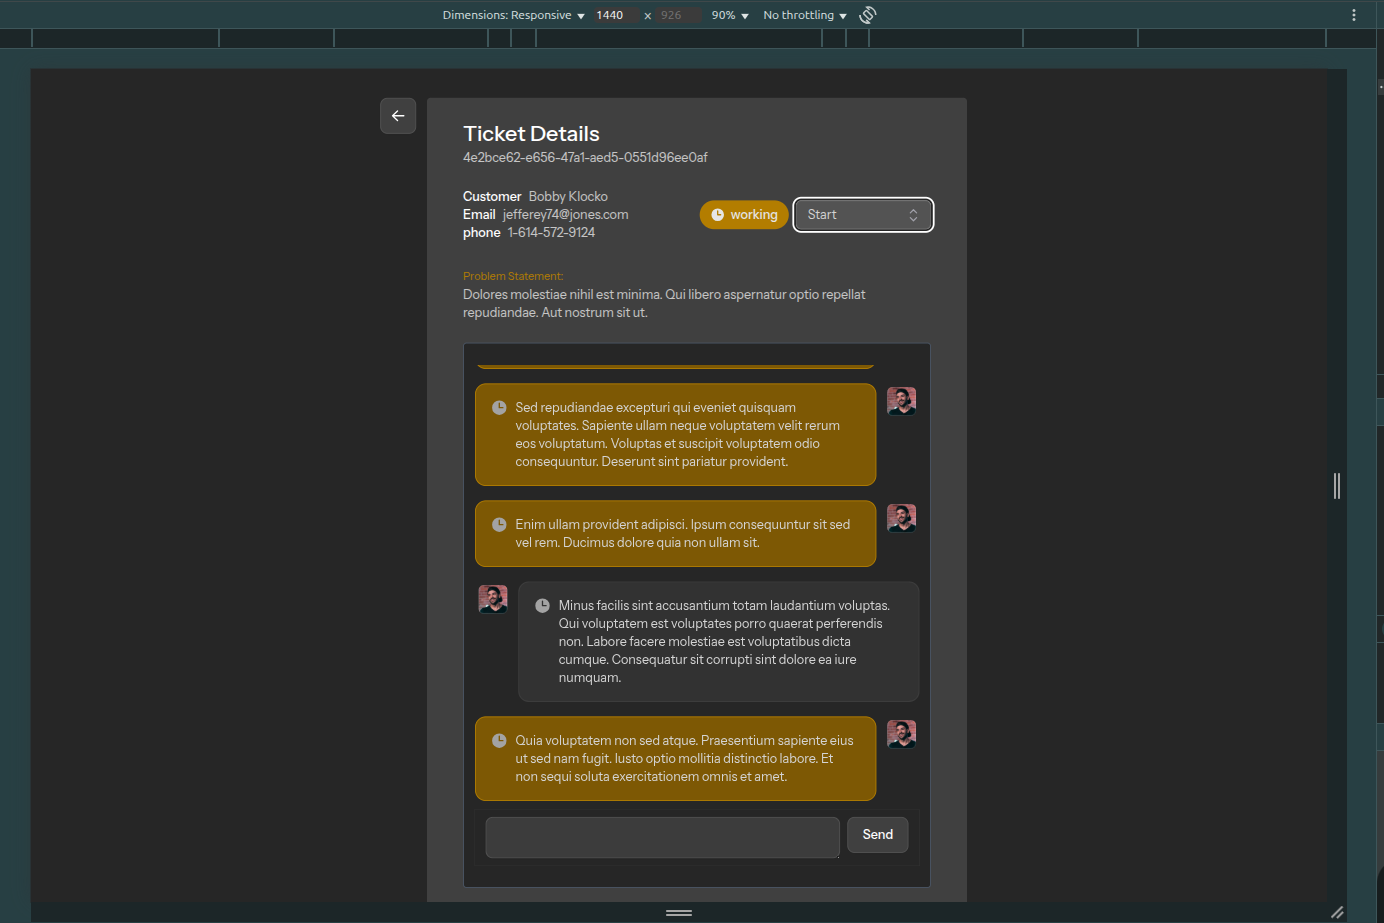 Dimensions: Responsive 1440 x 926 90% No throttling
Ticket Details
4e2bce62-e656-47a1-aed5-0551d96ee0af
Customer Bobby Klocko
Email jefferey74@jones.com
phone 1-614-572-9124
working Start
Problem Statement:
Dolores molestiae nihil est minima. Qui libero aspernatur optio repellat
repudiandae. Aut nostrum sit ut.
Sed repudiandae excepturi qui eveniet quisquam
voluptates. Sapiente ullam neque voluptatem velit rerum
eos voluptatum. Voluptas et suscipit voluptatem odio
consequuntur. Deserunt sint pariatur provident.
Enim ullam provident adipisci. Ipsum consequuntur sit sed
vel rem. Ducimus dolore quia non ullam sit.
Minus facilis sint accusantium totam laudantium voluptas.
Qui voluptatem est voluptates porro quaerat perferendis
non. Labore facere molestiae est voluptatibus dicta
cumque. Consequatur sit corrupti sint dolore ea iure
numquam.
Quia voluptatem non sed atque. Praesentium sapiente eius
ut sed nam fugit. Iusto optio mollitia distinctio labore. Et
non sequi soluta exercitationem omnis et amet.
Send